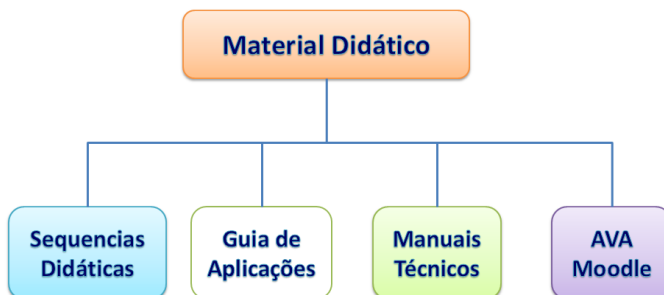 Material Didático
Sequencias
Didáticas
Guia de
Aplicações
Manuais
Técnicos
AVA
Moodle